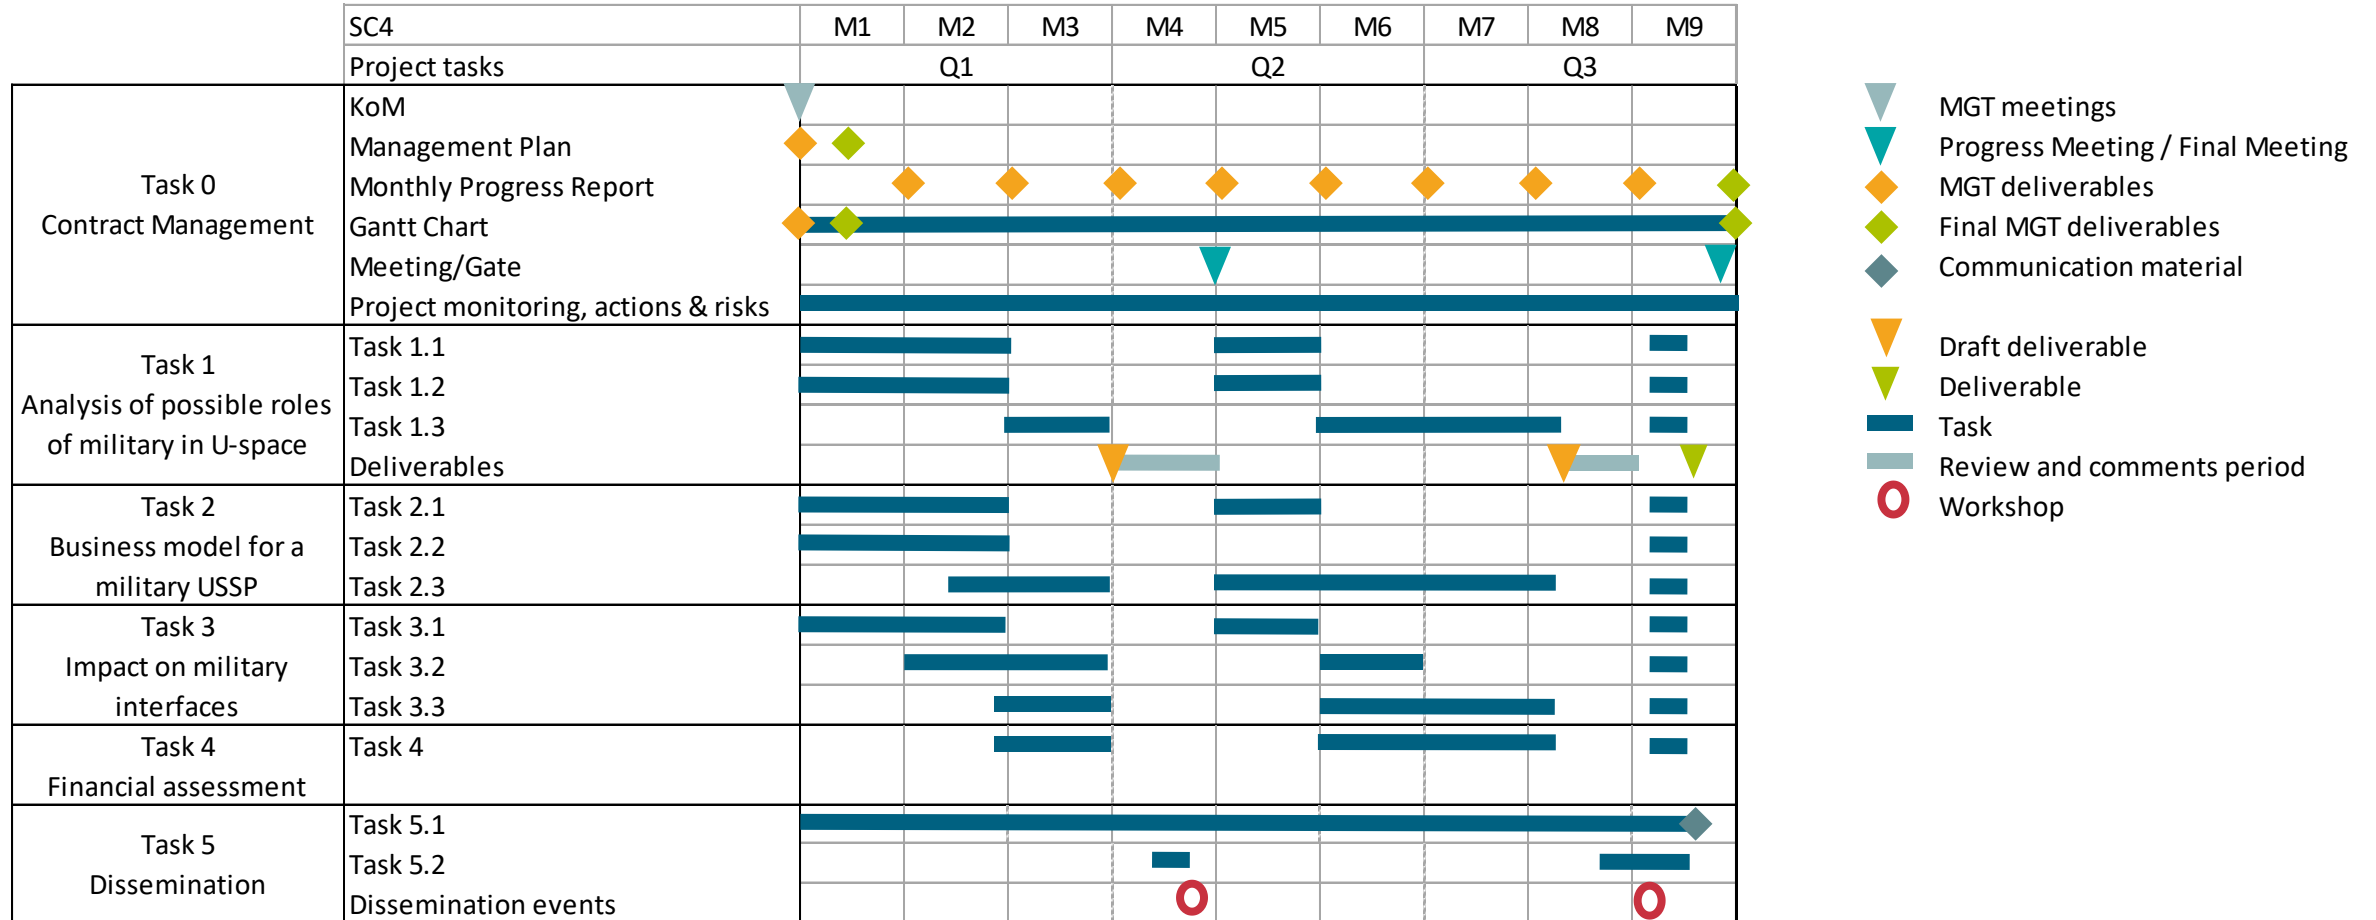 SC4 M1 M2 M3 M4 M5 M6 M7 M8 M9
Project tasks Q1 Q2 Q3
Task 0
Contract Management
KoM
Management Plan
Monthly Progress Report
Gantt Chart
Meeting/Gate
Project monitoring, actions & risks
Task 1
Analysis of possible roles
of military in U-space
Task 1.1
Task 1.2
Task 1.3
Deliverables
Task 2
Business model for a
military USSP
Task 2.1
Task 2.2
Task 2.3
Task 3
Impact on military
interfaces
Task 3.1
Task 3.2
Task 3.3
Task 4
Financial assessment
Task 4
Task 5
Dissemination
Task 5.1
Task 5.2
Dissemination events
MGT meetings
Progress Meeting / Final Meeting
MGT deliverables
Final MGT deliverables
Communication material
Draft deliverable
Deliverable
Task
Review and comments period
Workshop